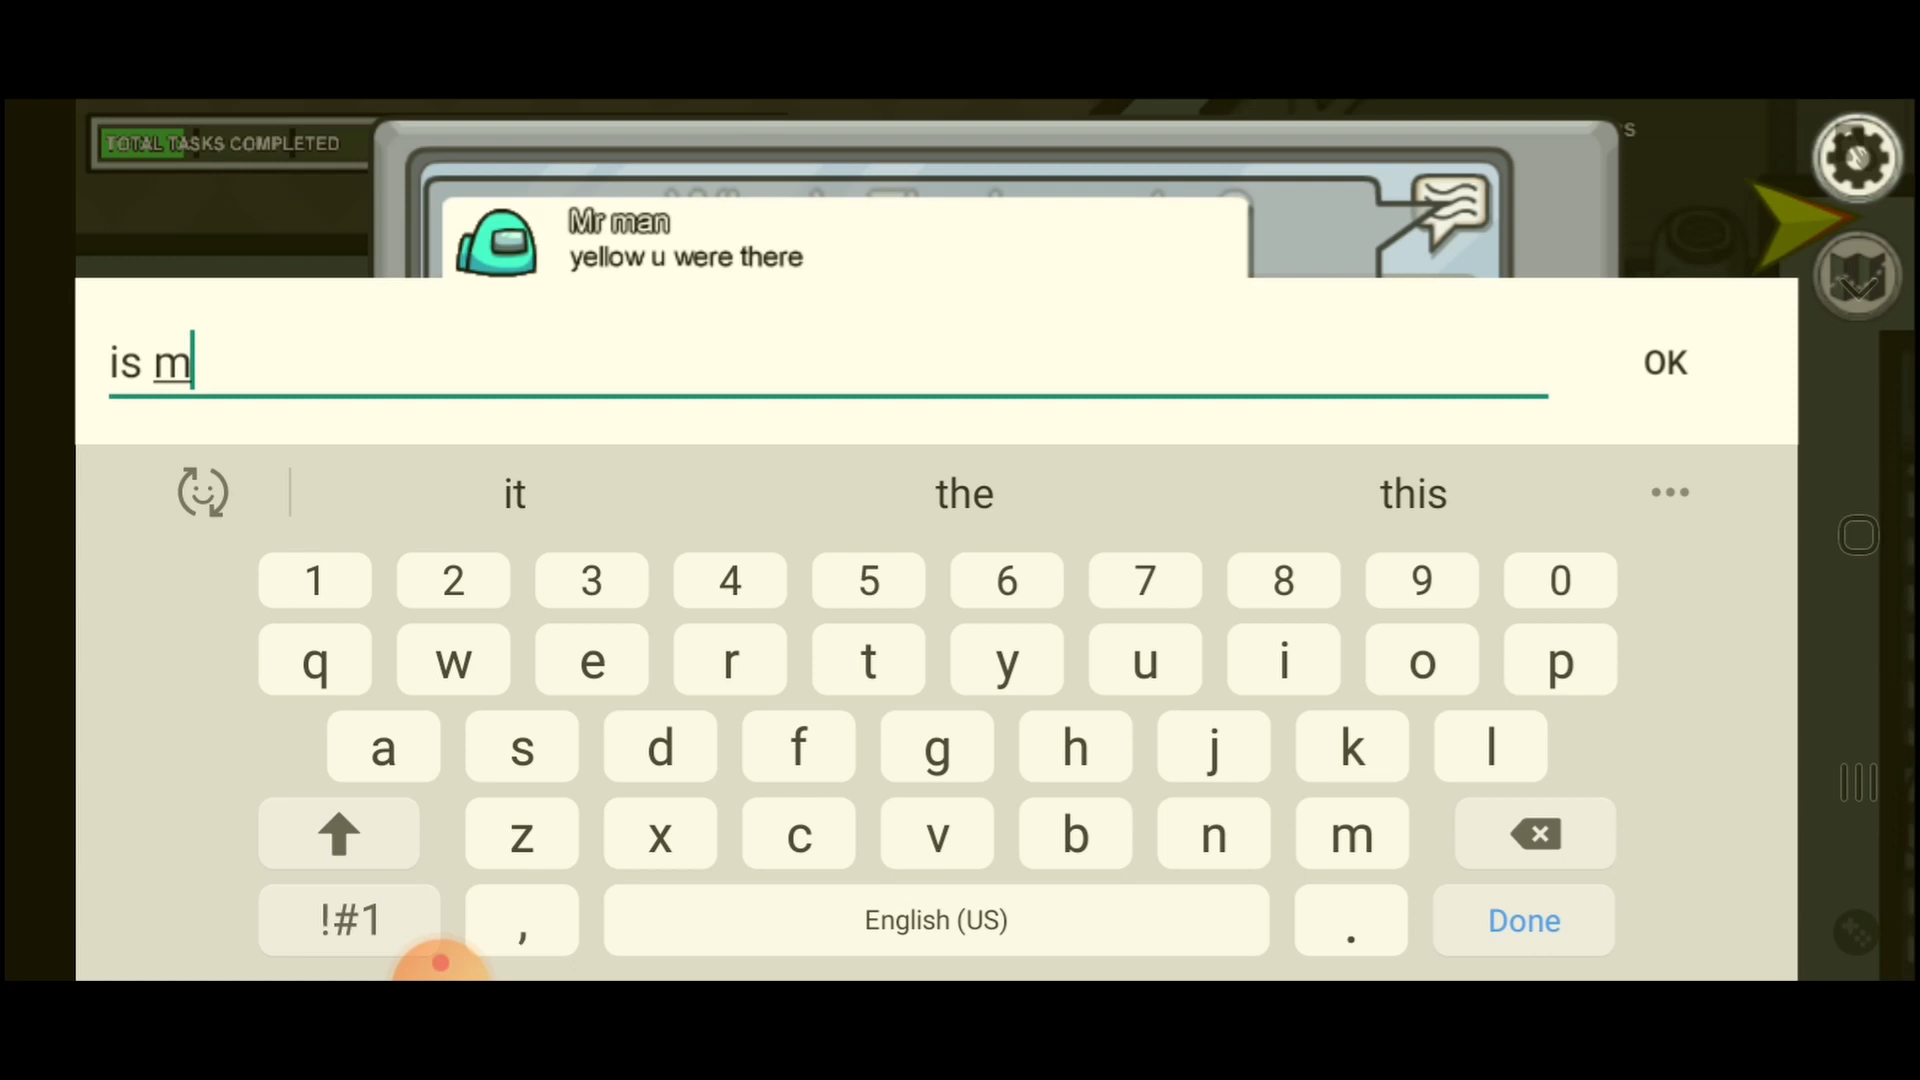 TOTAL TASKS COMPLETED
Mr man
yellow u were there
is m
OK
it the this
1 2 3 4 5 6 7 8 9 0
q w e r t y u i o p
a s d f g h j k l
z x c v b n m
!#1 , English (US) . Done